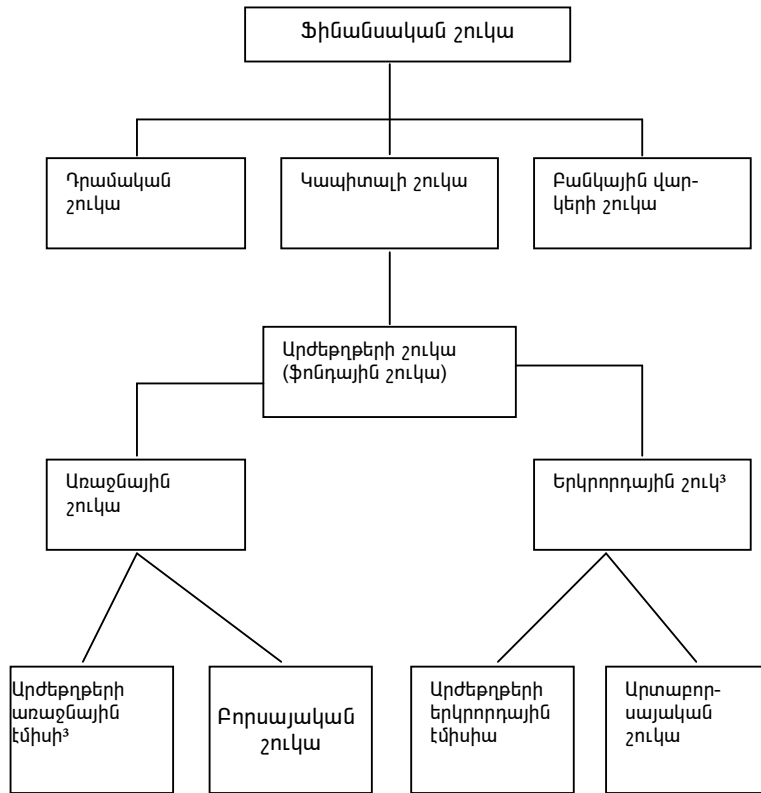 Ֆինանսական շուկա
Դրամական
շուկա
Կապիտալի շուկա
Բանկային վար-
կերի շուկա
Արժեթղթերի շուկա
(ֆոնդային շուկա)
Առաջնային
շուկա
Երկրորդային շուկ³
Արժեթղթերի
առաջնային
էմիսի³
Բորսայական
շուկա
Արժեթղթերի
երկրորդային
էմիսիա
Արտաբոր-
սայական
շուկա